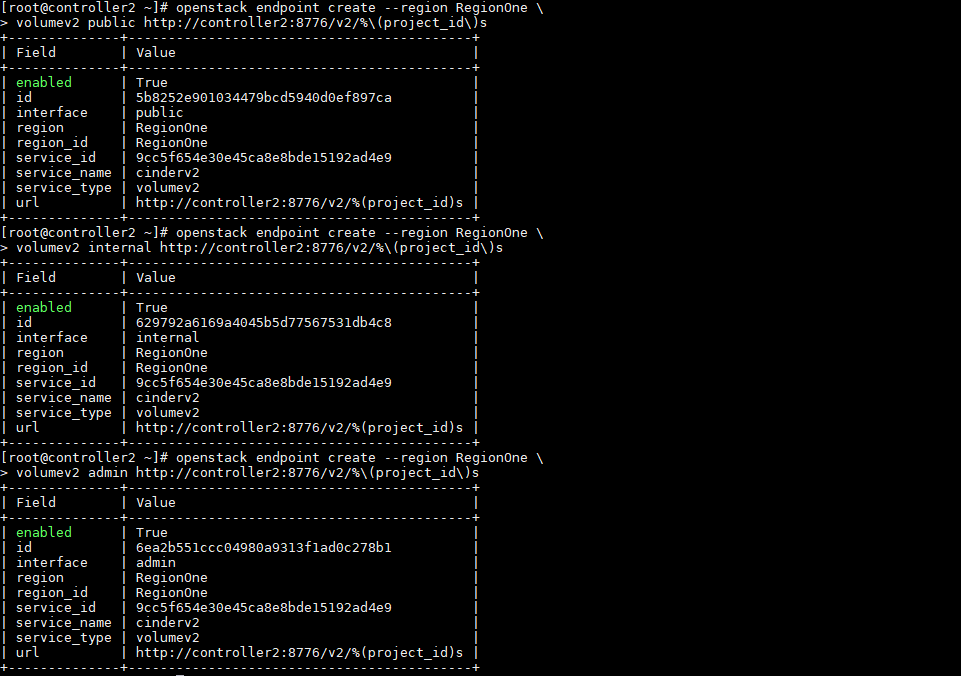 [root@controller2 ~]# openstack endpoint create --region RegionOne \
> volumev2 public http://controller2:8776/v2/%\(project_id\)s
+--------------+-------------------------------------------+
| Field        | Value                                     |
+--------------+-------------------------------------------+
| enabled      | True                                      |
| id           | 5b8252e901034479bcd5940d0ef897ca          |
| interface    | public                                    |
| region       | RegionOne                                 |
| region_id    | RegionOne                                 |
| service_id   | 9cc5f654e30e45ca8e8bde15192ad4e9          |
| service_name | cinderv2                                  |
| service_type | volumev2                                  |
| url          | http://controller2:8776/v2/%(project_id)s |
+--------------+-------------------------------------------+
[root@controller2 ~]# openstack endpoint create --region RegionOne \
> volumev2 internal http://controller2:8776/v2/%\(project_id\)s
+--------------+-------------------------------------------+
| Field        | Value                                     |
+--------------+-------------------------------------------+
| enabled      | True                                      |
| id           | 629792a6169a4045b5d77567531db4c8          |
| interface    | internal                                  |
| region       | RegionOne                                 |
| region_id    | RegionOne                                 |
| service_id   | 9cc5f654e30e45ca8e8bde15192ad4e9          |
| service_name | cinderv2                                  |
| service_type | volumev2                                  |
| url          | http://controller2:8776/v2/%(project_id)s |
+--------------+-------------------------------------------+
[root@controller2 ~]# openstack endpoint create --region RegionOne \
> volumev2 admin http://controller2:8776/v2/%\(project_id\)s
+--------------+-------------------------------------------+
| Field        | Value                                     |
+--------------+-------------------------------------------+
| enabled      | True                                      |
| id           | 6ea2b551ccc04980a9313f1ad0c278b1          |
| interface    | admin                                     |
| region       | RegionOne                                 |
| region_id    | RegionOne                                 |
| service_id   | 9cc5f654e30e45ca8e8bde15192ad4e9          |
| service_name | cinderv2                                  |
| service_type | volumev2                                  |
| url          | http://controller2:8776/v2/%(project_id)s |
+--------------+-------------------------------------------+